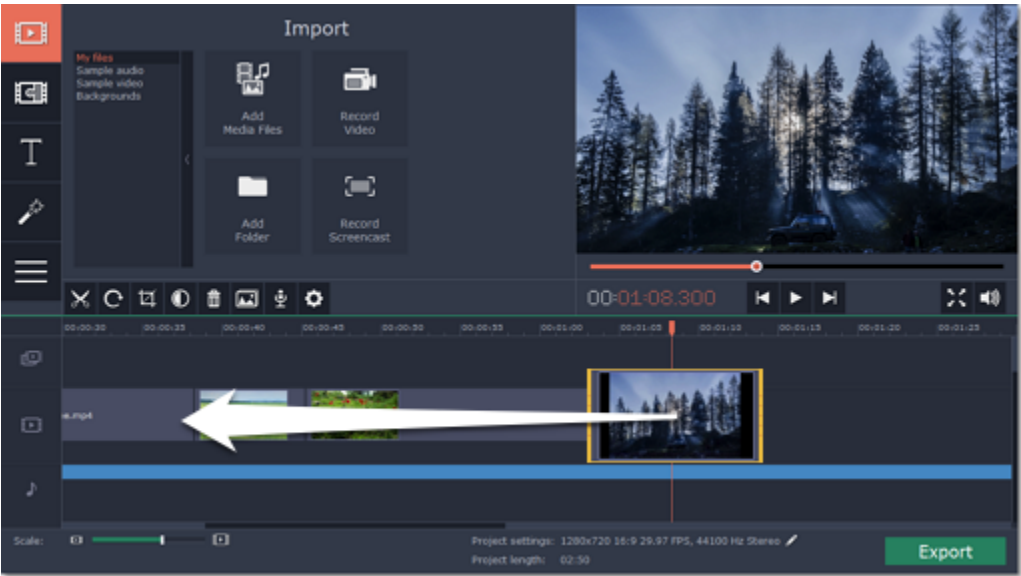 Import
My files
Sample audio
Sample video
Backgrounds
Add
Media Files
Record
Video
Add
Folder
Record
Screencast
T
00:01:08.300
00:00:30 00:00:35 00:00:40 00:00:45 00:00:50 00:00:55 00:01:00 00:01:05 00:01:10 00:01:15 00:01:20 00:01:25
e.mp4
Scale:
Project settings: 1280x720 16:9 29.97 FPS, 44100 Hz Stereo
Project length: 02:50
Export